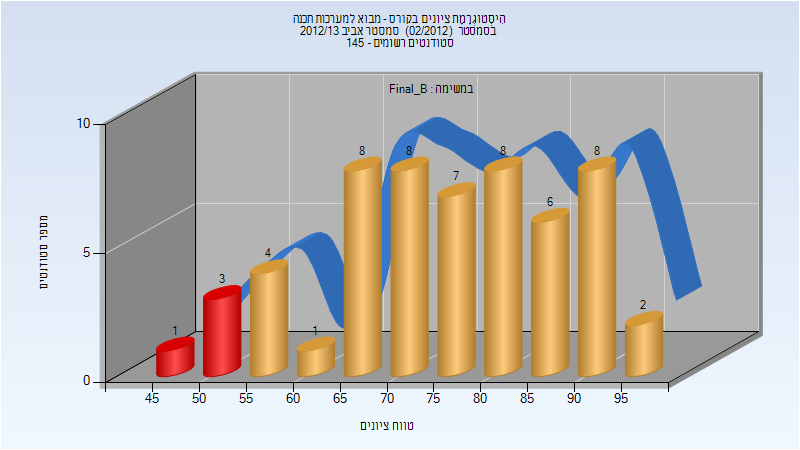 היסטוגרמת ציונים בקורס - מבוא למערכות תכנה
בסמסטר (02/2012) סמסטר אביב 2012/13
סטודנטים רשומים - 145
במשימה : Final_B
מספר סטודנטים
10
5
0
1
3
4
1
8
8
7
8
6
8
2
45 50 55 60 65 70 75 80 85 90 95
טווח ציונים